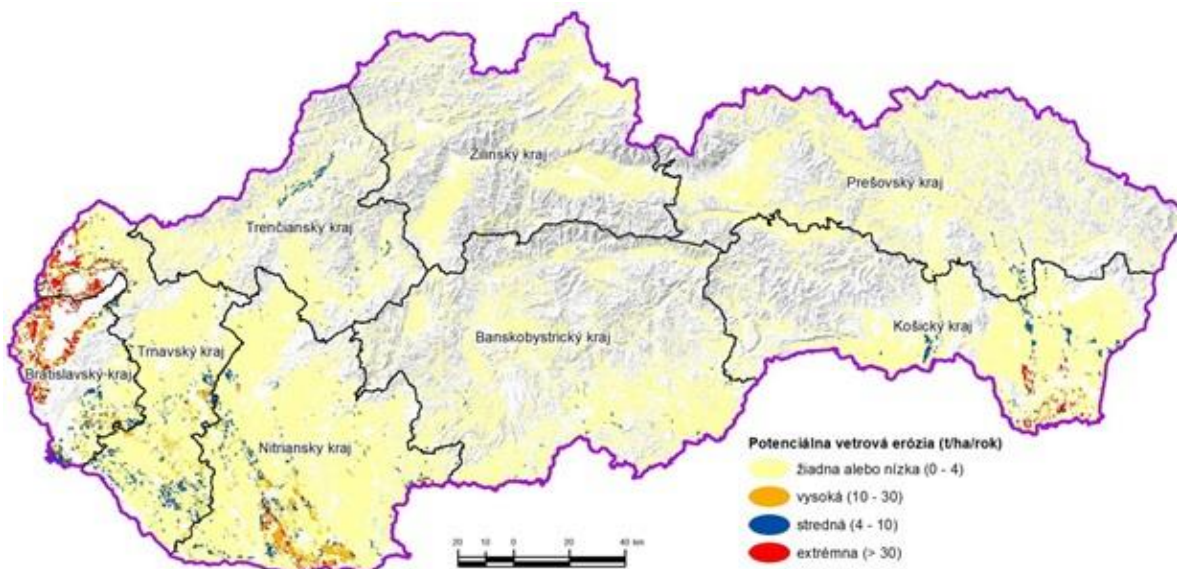 Žilinský kraj
Prešovský kraj
Trenčiansky kraj
Košický kraj
Banskobystrický kraj
Trnavský kraj
Bratislavský kraj
Nitriansky kraj
Potenciálna vetrová erózia (t/ha/rok)
žiadna alebo nízka (0 - 4)
vysoká (10 - 30)
stredná (4 - 10)
extrémna (> 30)
20 10 0 20 40 km